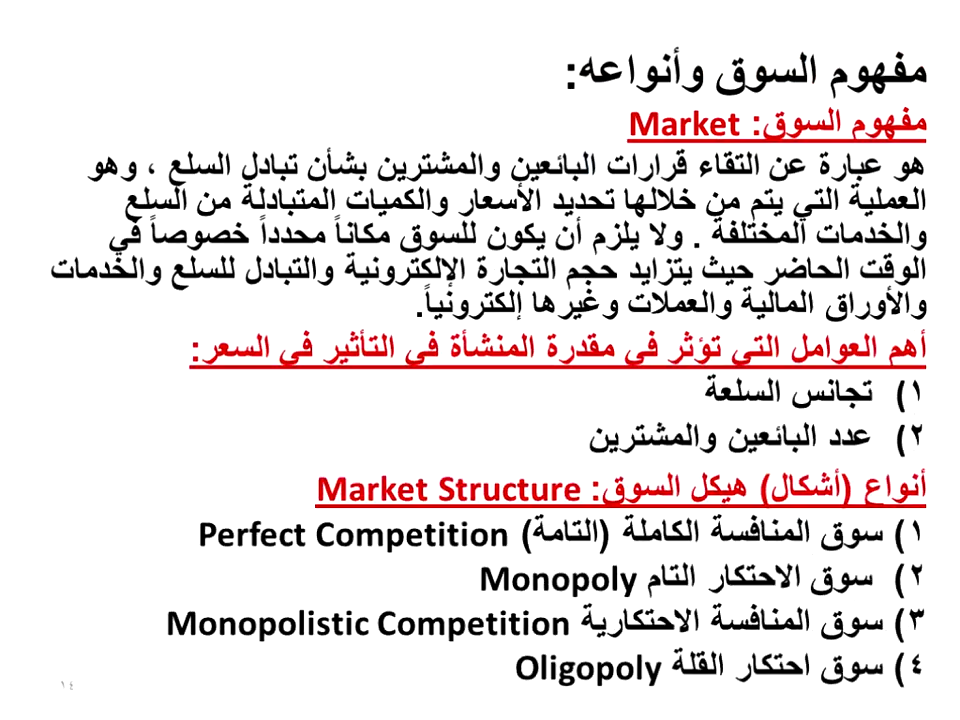 مفهوم السوق وأنواعه:
مفهوم السوق: Market
هو عبارة عن التقاء قرارات البائعين والمشترين بشأن تبادل السلع ، وهو
العملية التي يتم من خلالها تحديد الأسعار والكميات المتبادلة من السلع
والخدمات المختلفة . ولا يلزم أن يكون للسوق مكاناً محدداً خصوصاً في
الوقت الحاضر حيث يتزايد حجم التجارة الإلكترونية والتبادل للسلع والخدمات
والأوراق المالية والعملات وغيرها إلكترونياً.
أهم العوامل التي تؤثر في مقدرة المنشأة في التأثير في السعر:
١) تجانس السلعة
٢) عدد البائعين والمشترين
أنواع (أشكال) هيكل السوق: Market Structure
١) سوق المنافسة الكاملة (التامة) Perfect Competition
٢) سوق الاحتكار التام Monopoly
٣) سوق المنافسة الاحتكارية Monopolistic Competition
٤) سوق احتكار القلة Oligopoly
١٤